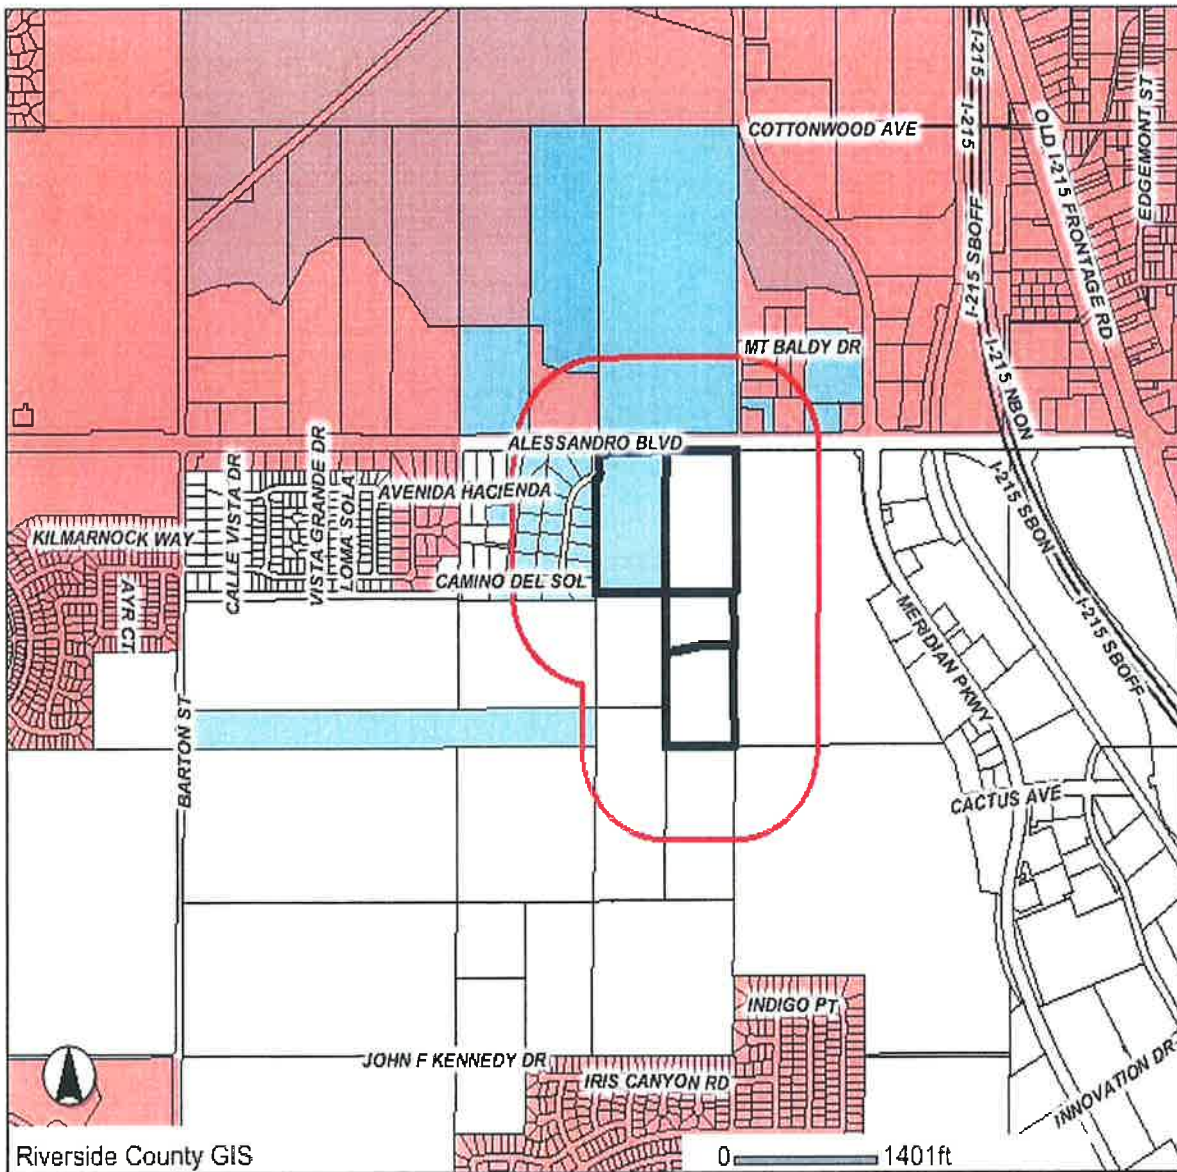 I-215
COTTONWOOD AVE
I-215
OLD I-215 FRONTAGE RD
EDGEMONT ST
I-215 SBOFF
MT BALDY DR
I-215 NBON
ALESSANDRO BLVD
CALLE VISTA DR
VISTA GRANDE DR
LOMA SOLA
AVENIDA HACIENDA
I-215 SBON
KILMARNOCK WAY
CAMINO DEL SOL
AYR CT
I-215 SBOFF
MERIDIAN PKWY
BARTON ST
CACTUS AVE
INDIGO PT
JOHN F KENNEDY DR
IRIS CANYON RD
INNOVATION DR
Riverside County GIS
0 1401ft